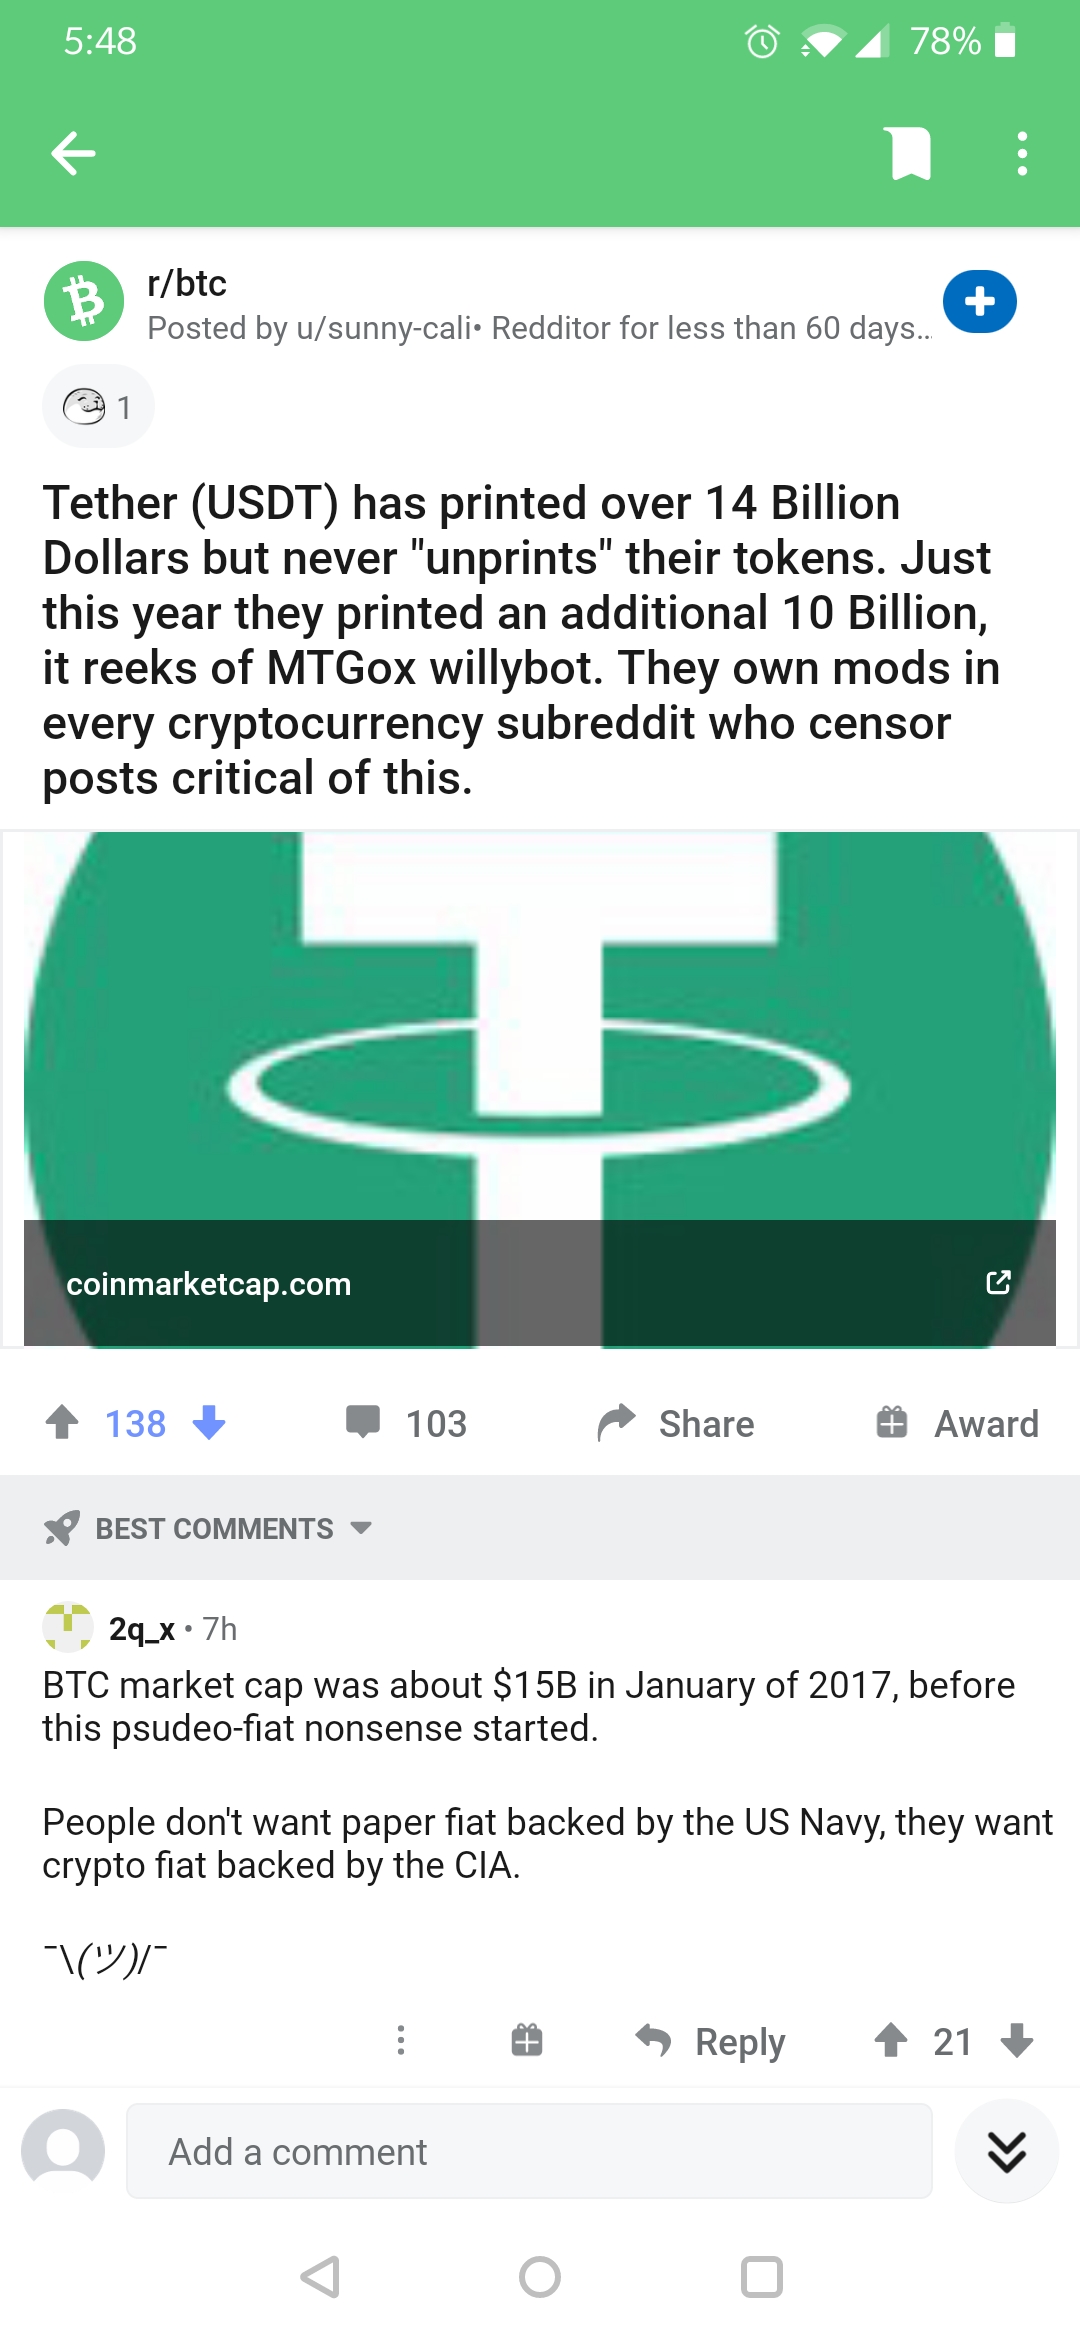 5:48
78%
r/btc
Posted by u/sunny-cali• Redditor for less than 60 days...
1
Tether (USDT) has printed over 14 Billion
Dollars but never "unprints" their tokens. Just
this year they printed an additional 10 Billion,
it reeks of MTGox willybot. They own mods in
every cryptocurrency subreddit who censor
posts critical of this.
coinmarketcap.com
138
103
Share
Award
BEST COMMENTS
2q_x • 7h
BTC market cap was about $15B in January of 2017, before
this psudeo-fiat nonsense started.
People don't want paper fiat backed by the US Navy, they want
crypto fiat backed by the CIA.
¯\(ツ)/¯
Reply
21
Add a comment